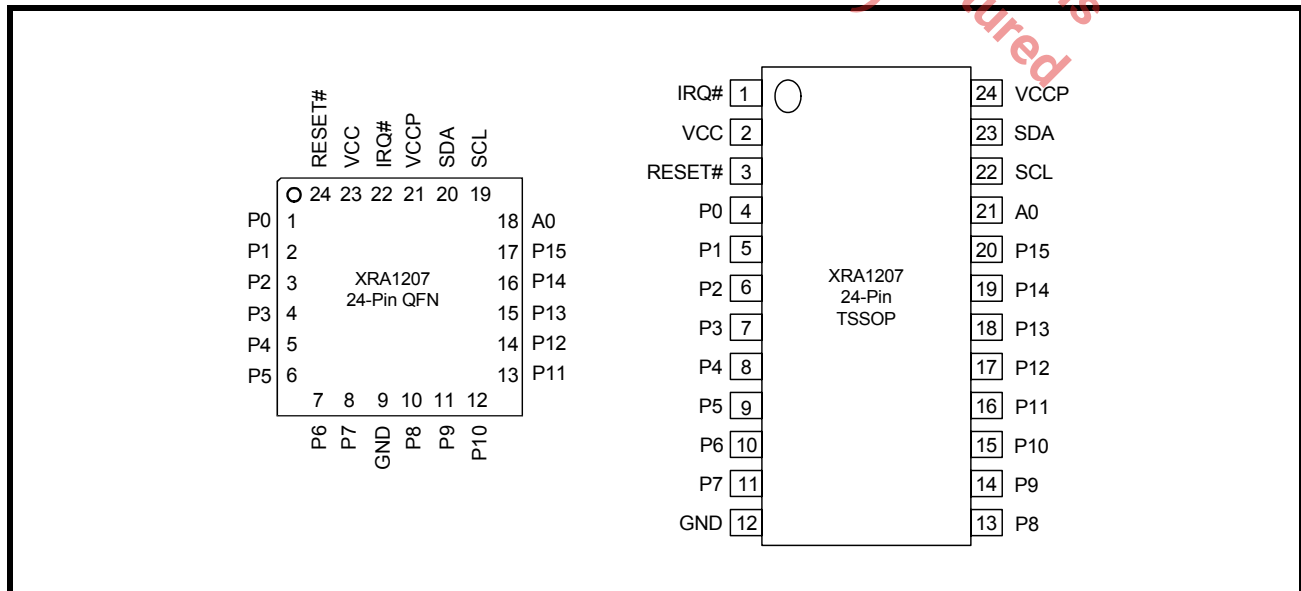 RESET#
VCC
IRQ#
VCCP
SDA
SCL
24 23 22 21 20 19
P0 1 18 A0
P1 2 17 P15
P2 3 16 P14
P3 4 15 P13
P4 5 14 P12
P5 6 13 P11
XRA1207
24-Pin QFN
7 8 9 10 11 12
P6
P7
GND
P8
P9
P10
IRQ# 1 24 VCCP
VCC 2 23 SDA
RESET# 3 22 SCL
P0 4 21 A0
P1 5 20 P15
P2 6 19 P14
P3 7 18 P13
P4 8 17 P12
P5 9 16 P11
P6 10 15 P10
P7 11 14 P9
GND 12 13 P8
XRA1207
24-Pin
TSSOP